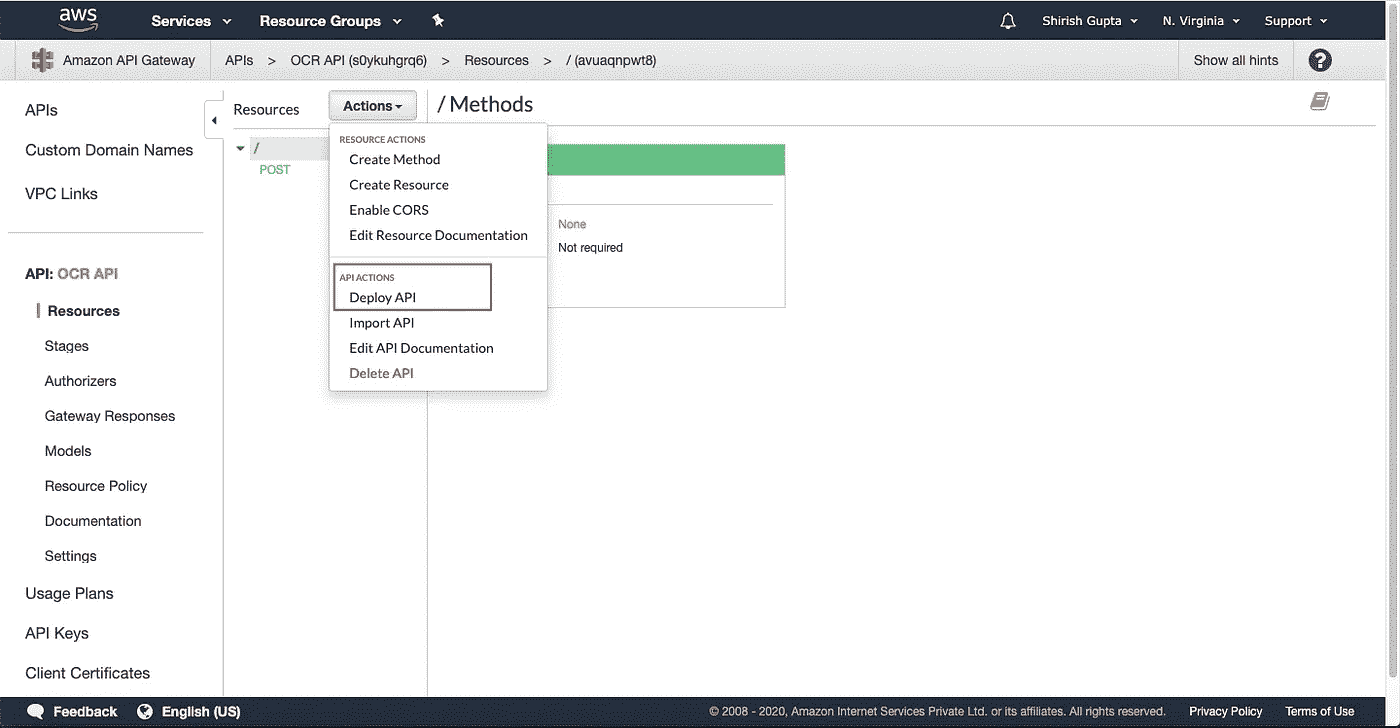 aws Services Resource Groups Shirish Gupta N. Virginia Support
Amazon API Gateway APIs > OCR API (s0ykuhgrq6) > Resources > / (avuaqnpwt8) Show all hints ?
APIs
Custom Domain Names
VPC Links
API: OCR API
Resources
Stages
Authorizers
Gateway Responses
Models
Resource Policy
Documentation
Settings
Usage Plans
API Keys
Client Certificates
Resources Actions
/
POST
RESOURCE ACTIONS
Create Method
Create Resource
Enable CORS
Edit Resource Documentation
API ACTIONS
Deploy API
Import API
Edit API Documentation
Delete API
/ Methods
None
Not required
Feedback English (US) © 2008 - 2020, Amazon Internet Services Private Ltd. or its affiliates. All rights reserved. Privacy Policy Terms of Use